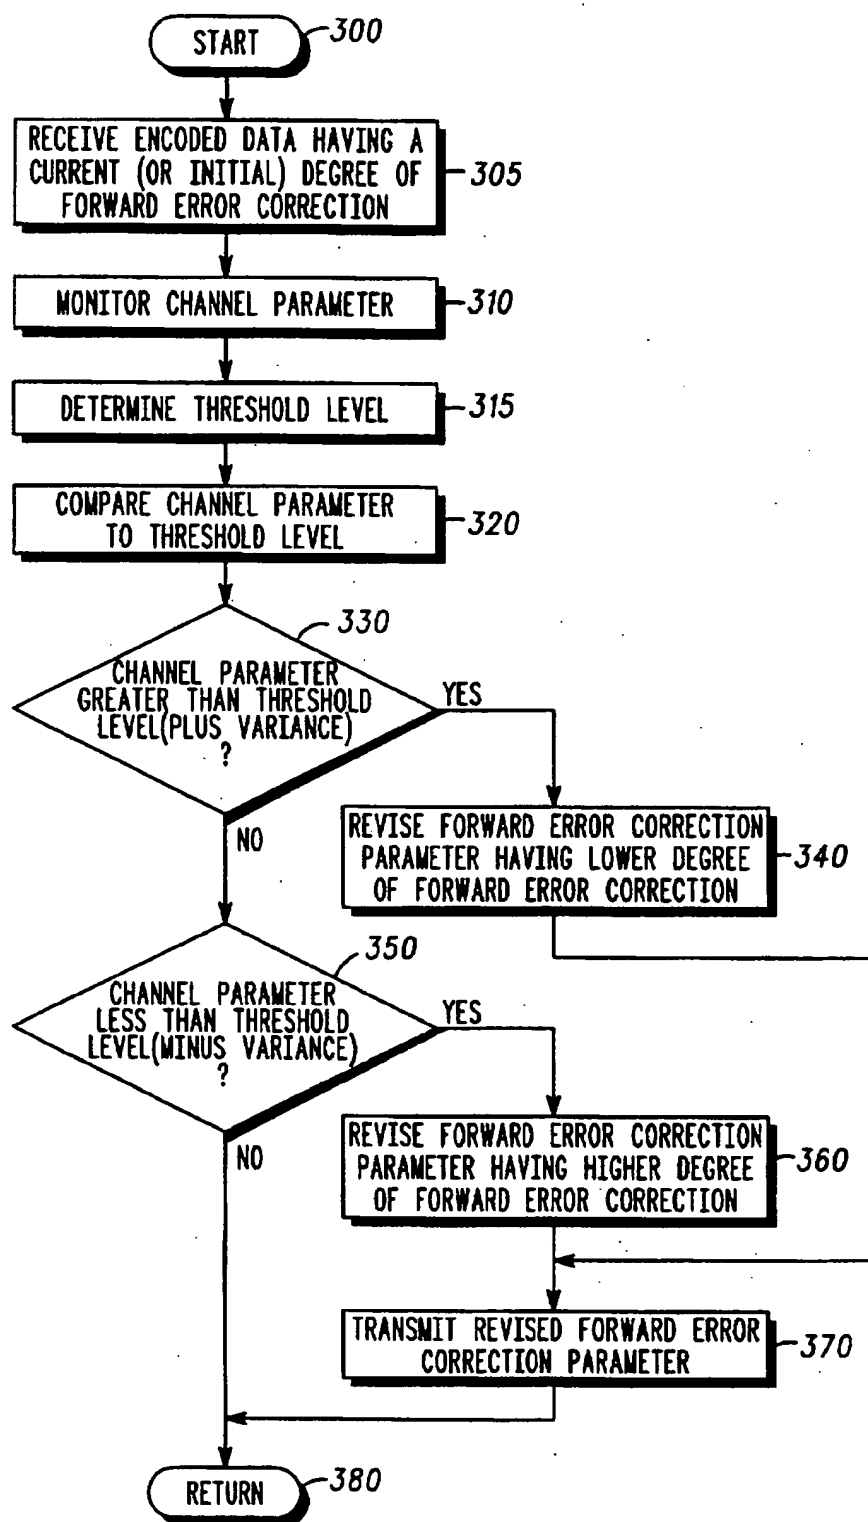 START
300
RECEIVE ENCODED DATA HAVING A
CURRENT (OR INITIAL) DEGREE OF
FORWARD ERROR CORRECTION
305
MONITOR CHANNEL PARAMETER
310
DETERMINE THRESHOLD LEVEL
315
COMPARE CHANNEL PARAMETER
TO THRESHOLD LEVEL
320
330
CHANNEL PARAMETER
GREATER THAN THRESHOLD
LEVEL(PLUS VARIANCE)
?
YES
NO
REVISE FORWARD ERROR CORRECTION
PARAMETER HAVING LOWER DEGREE
OF FORWARD ERROR CORRECTION
340
350
CHANNEL PARAMETER
LESS THAN THRESHOLD
LEVEL(MINUS VARIANCE)
?
YES
NO
REVISE FORWARD ERROR CORRECTION
PARAMETER HAVING HIGHER DEGREE
OF FORWARD ERROR CORRECTION
360
TRANSMIT REVISED FORWARD ERROR
CORRECTION PARAMETER
370
RETURN
380